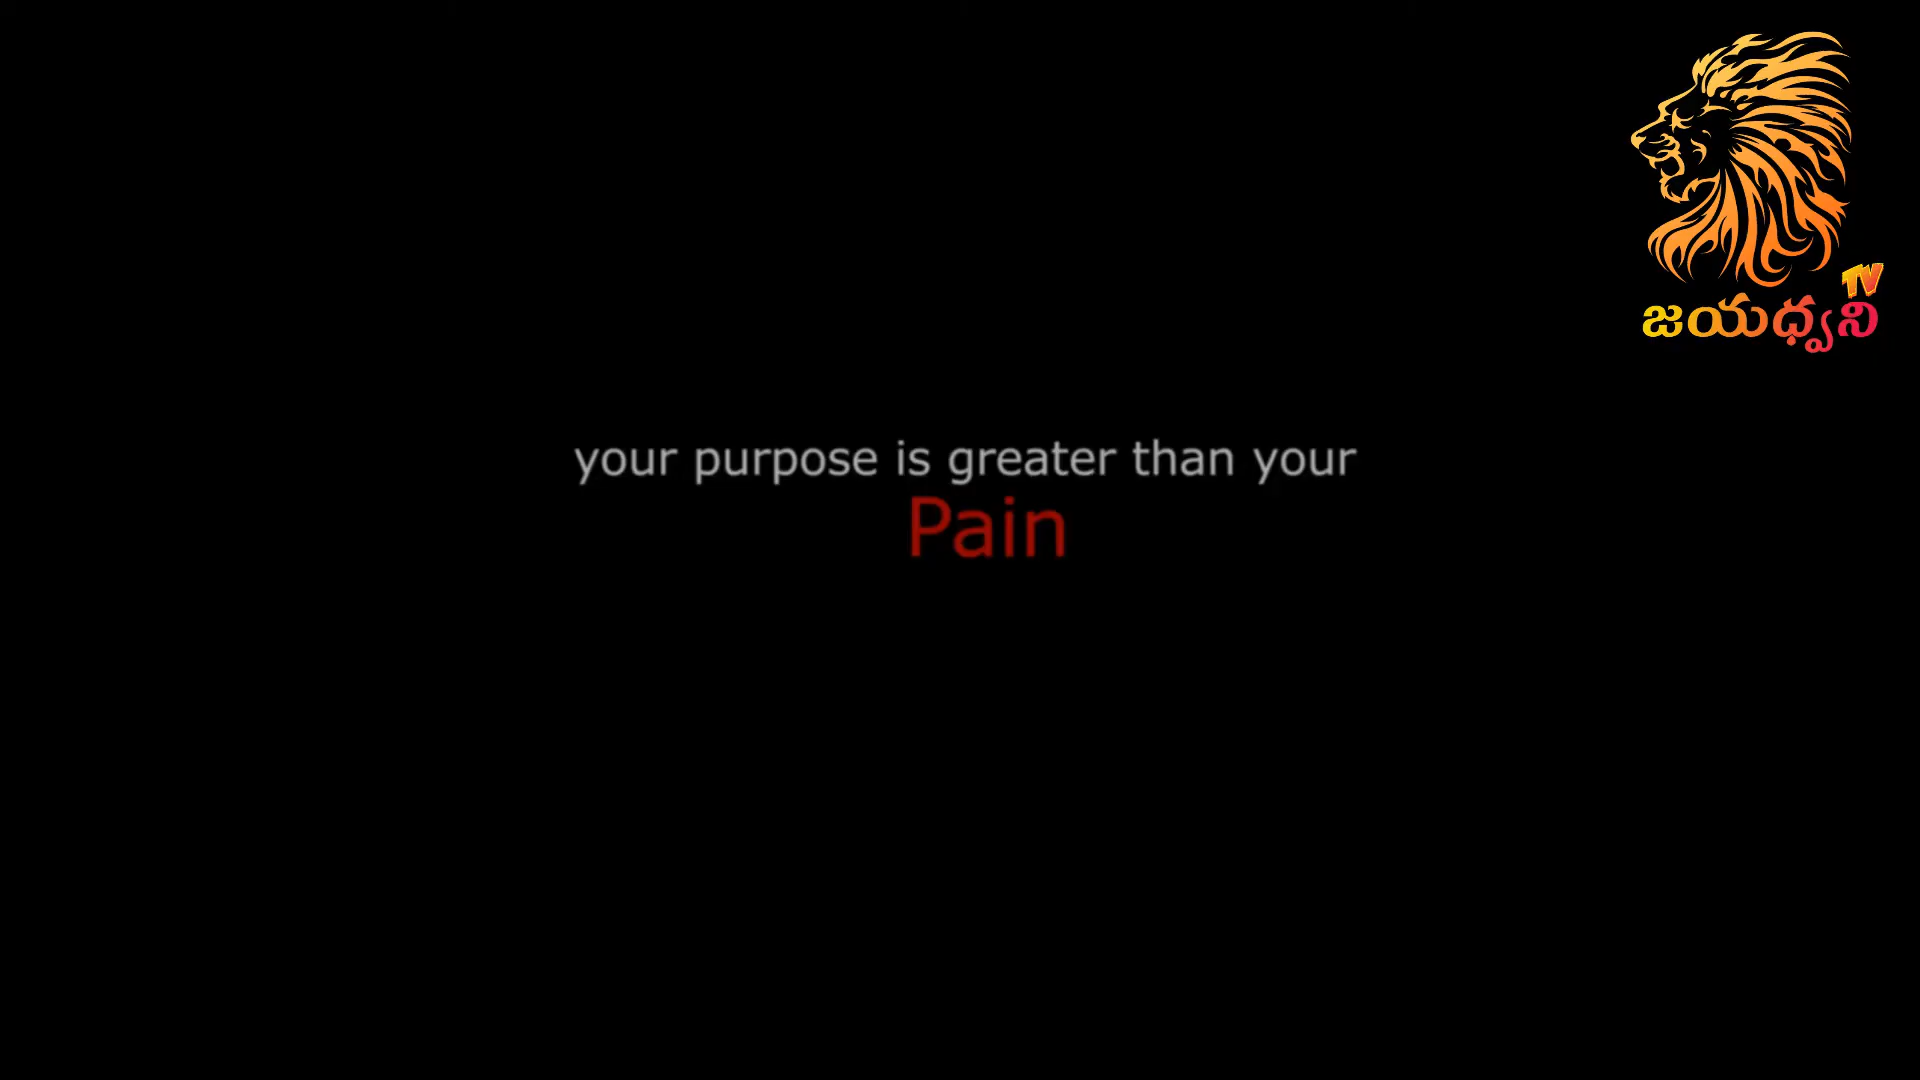 TV
జయధ్వని
your purpose is greater than your
Pain